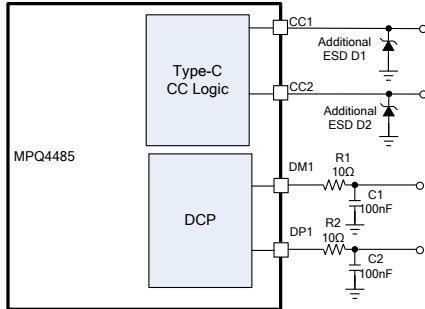 CC1
Additional
ESD D1
Type-C
CC Logic
CC2
Additional
ESD D2
MPQ4485
DM1
R1
10Ω
C1
100nF
DCP
DP1
R2
10Ω
C2
100nF